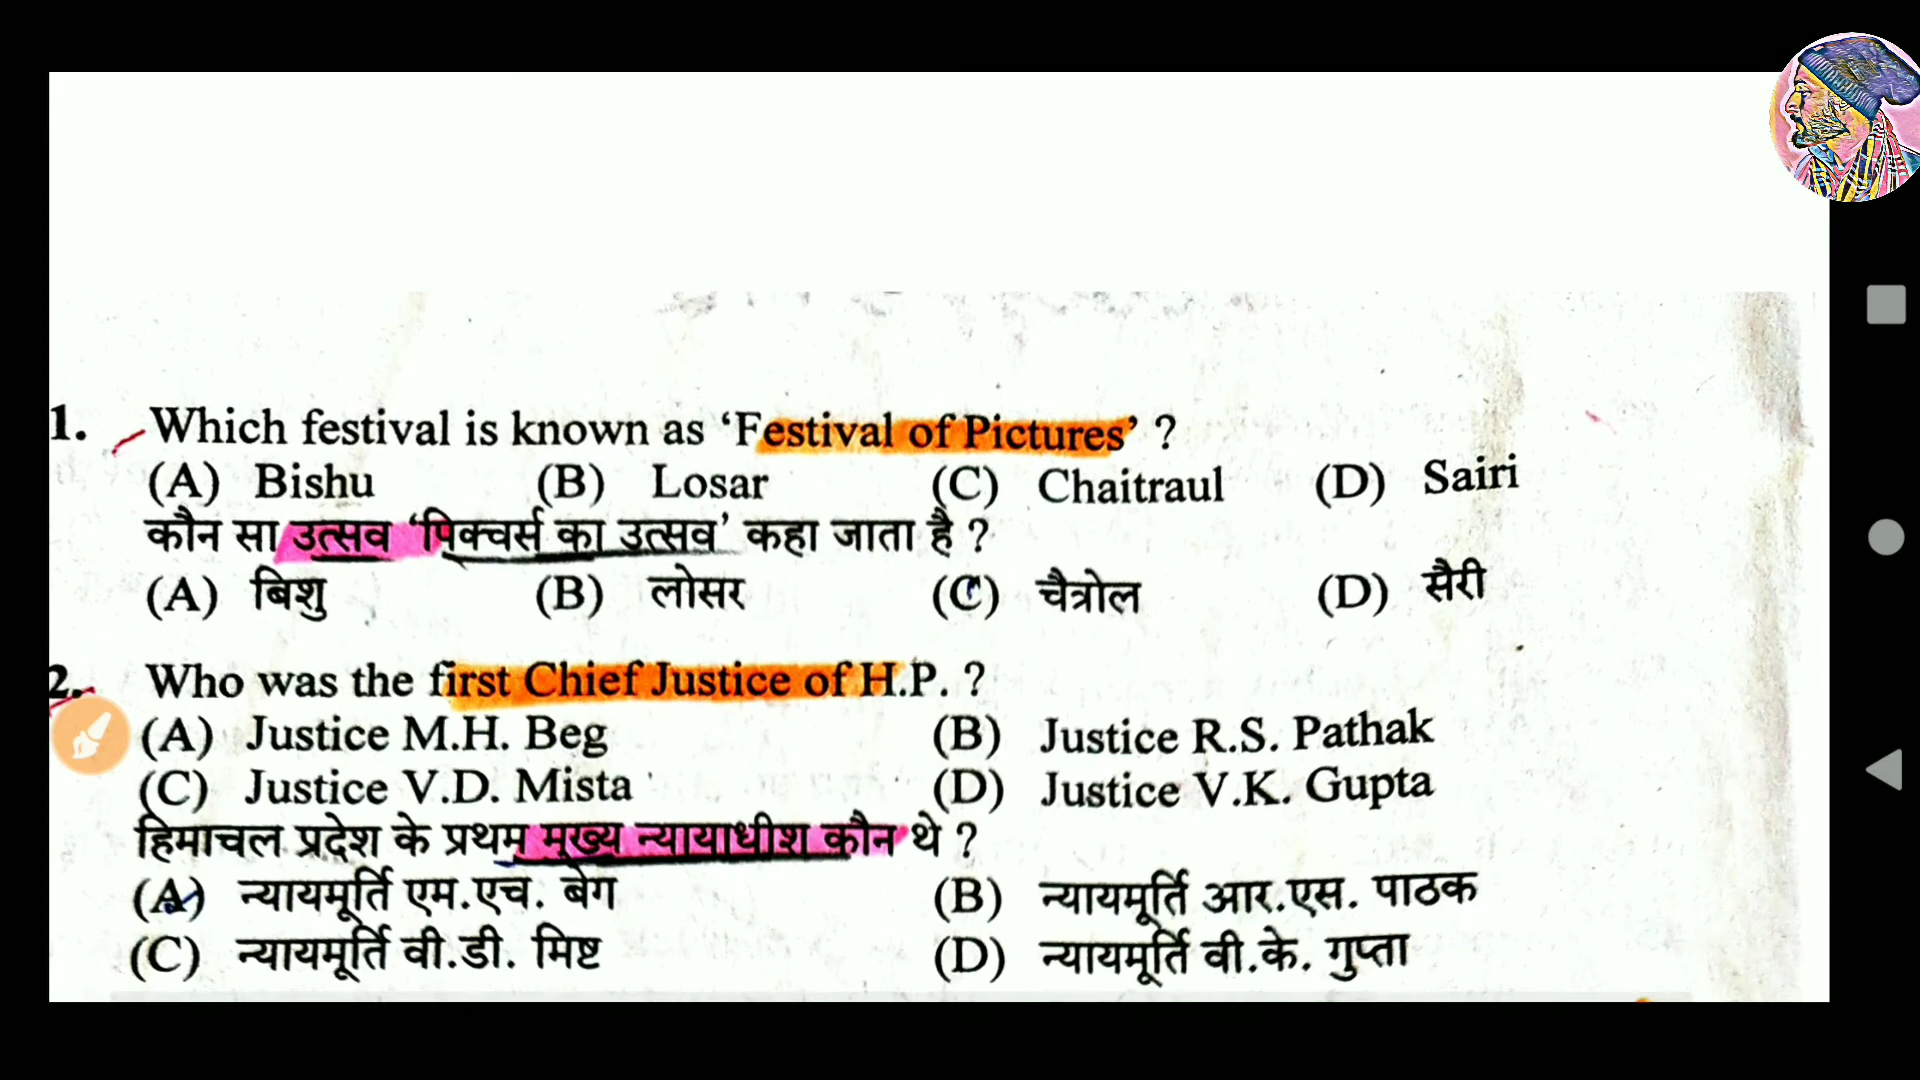 1. Which festival is known as ‘Festival of Pictures’ ?
(A) Bishu (B) Losar (C) Chaitraul (D) Sairi
कौन सा उत्सव ‘पिक्चर्स का उत्सव’ कहा जाता है ?
(A) बिशु (B) लोसर (C) चैत्रोल (D) सैरी
2. Who was the first Chief Justice of H.P. ?
(A) Justice M.H. Beg (B) Justice R.S. Pathak
(C) Justice V.D. Mista (D) Justice V.K. Gupta
हिमाचल प्रदेश के प्रथम मुख्य न्यायाधीश कौन थे ?
(A) न्यायमूर्ति एम.एच. बेग (B) न्यायमूर्ति आर.एस. पाठक
(C) न्यायमूर्ति वी.डी. मिष्ट (D) न्यायमूर्ति वी.के. गुप्ता